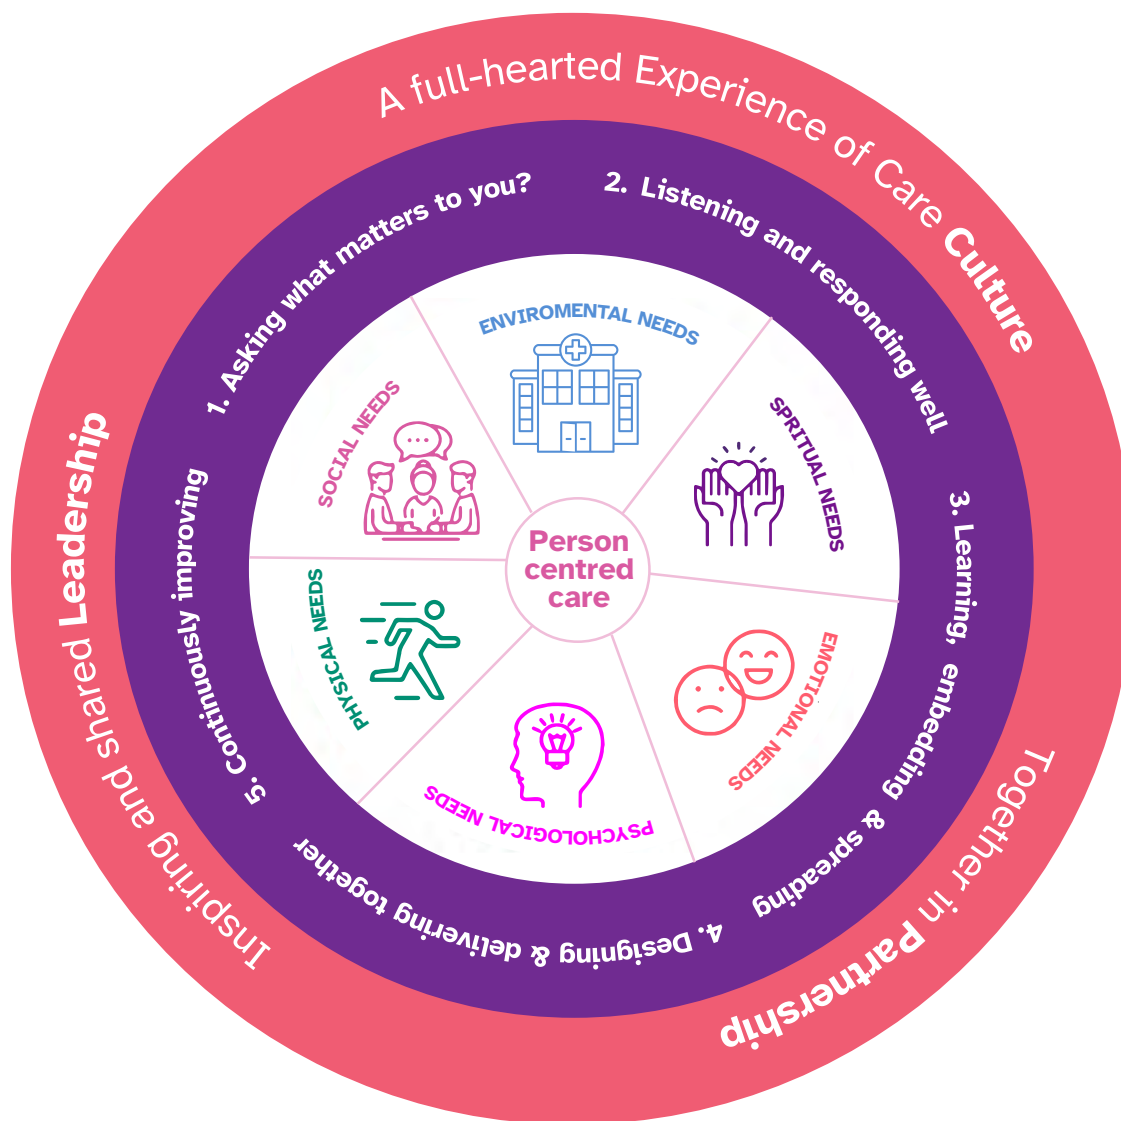 A full-hearted Experience of Care Culture
Together in Partnership
Inspiring and shared Leadership
1. Asking what matters to you?
2. Listening and responding well
3. Learning, embedding & spreading
4. Designing & delivering together
5. Continuously improving
ENVIROMENTAL NEEDS
SPRITUAL NEEDS
EMOTIONAL NEEDS
PSYCHOLOGICAL NEEDS
PHYSICAL NEEDS
SOCIAL NEEDS
Person
centred
care